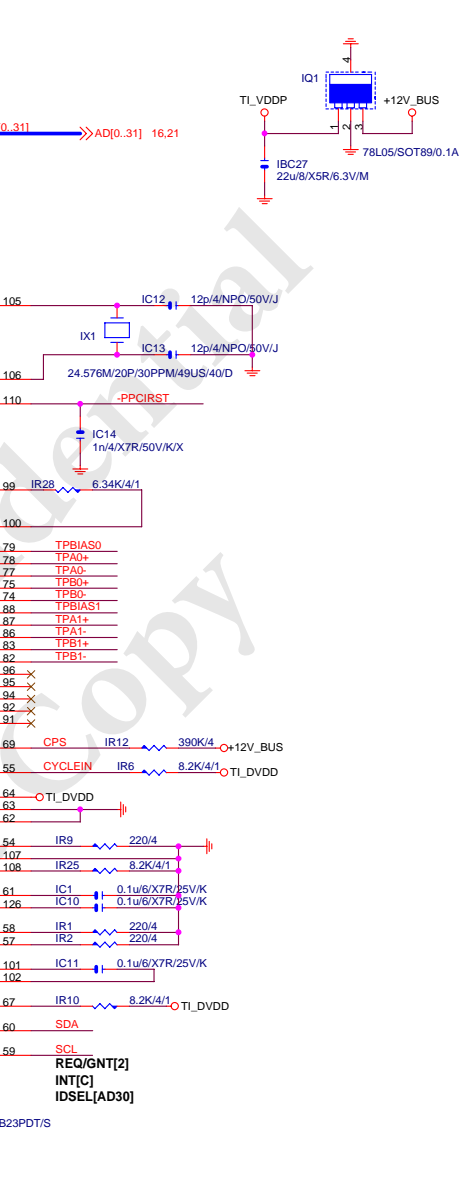 4
IQ1
TI_VDDP
+12V_BUS
0..31]
AD[0..31] 16,21
1
2
3
78L05/SOT89/0.1A
IBC27
22u/8/X5R/6.3V/M
105
IC12 12p/4/NPO/50V/J
IX1
IC13 12p/4/NPO/50V/J
106
24.576M/20P/30PPM/49US/40/D
110 -PPCIRST
IC14
1n/4/X7R/50V/K/X
99 IR28 6.34K/4/1
100
79 TPBIAS0
78 TPA0+
77 TPA0-
75 TPB0+
74 TPB0-
88 TPBIAS1
87 TPA1+
86 TPA1-
83 TPB1+
82 TPB1-
96
95
94
92
91
69 CPS IR12 390K/4 +12V_BUS
55 CYCLEIN IR6 8.2K/4/1 TI_DVDD
64 TI_DVDD
63
62
54 IR9 220/4
107
108 IR25 8.2K/4/1
61 IC1 0.1u/6/X7R/25V/K
126 IC10 0.1u/6/X7R/25V/K
58 IR1 220/4
57 IR2 220/4
101 IC11 0.1u/6/X7R/25V/K
102
67 IR10 8.2K/4/1 TI_DVDD
60 SDA
59 SCL
REQ/GNT[2]
INT[C]
IDSEL[AD30]
B23PDT/S
Copy